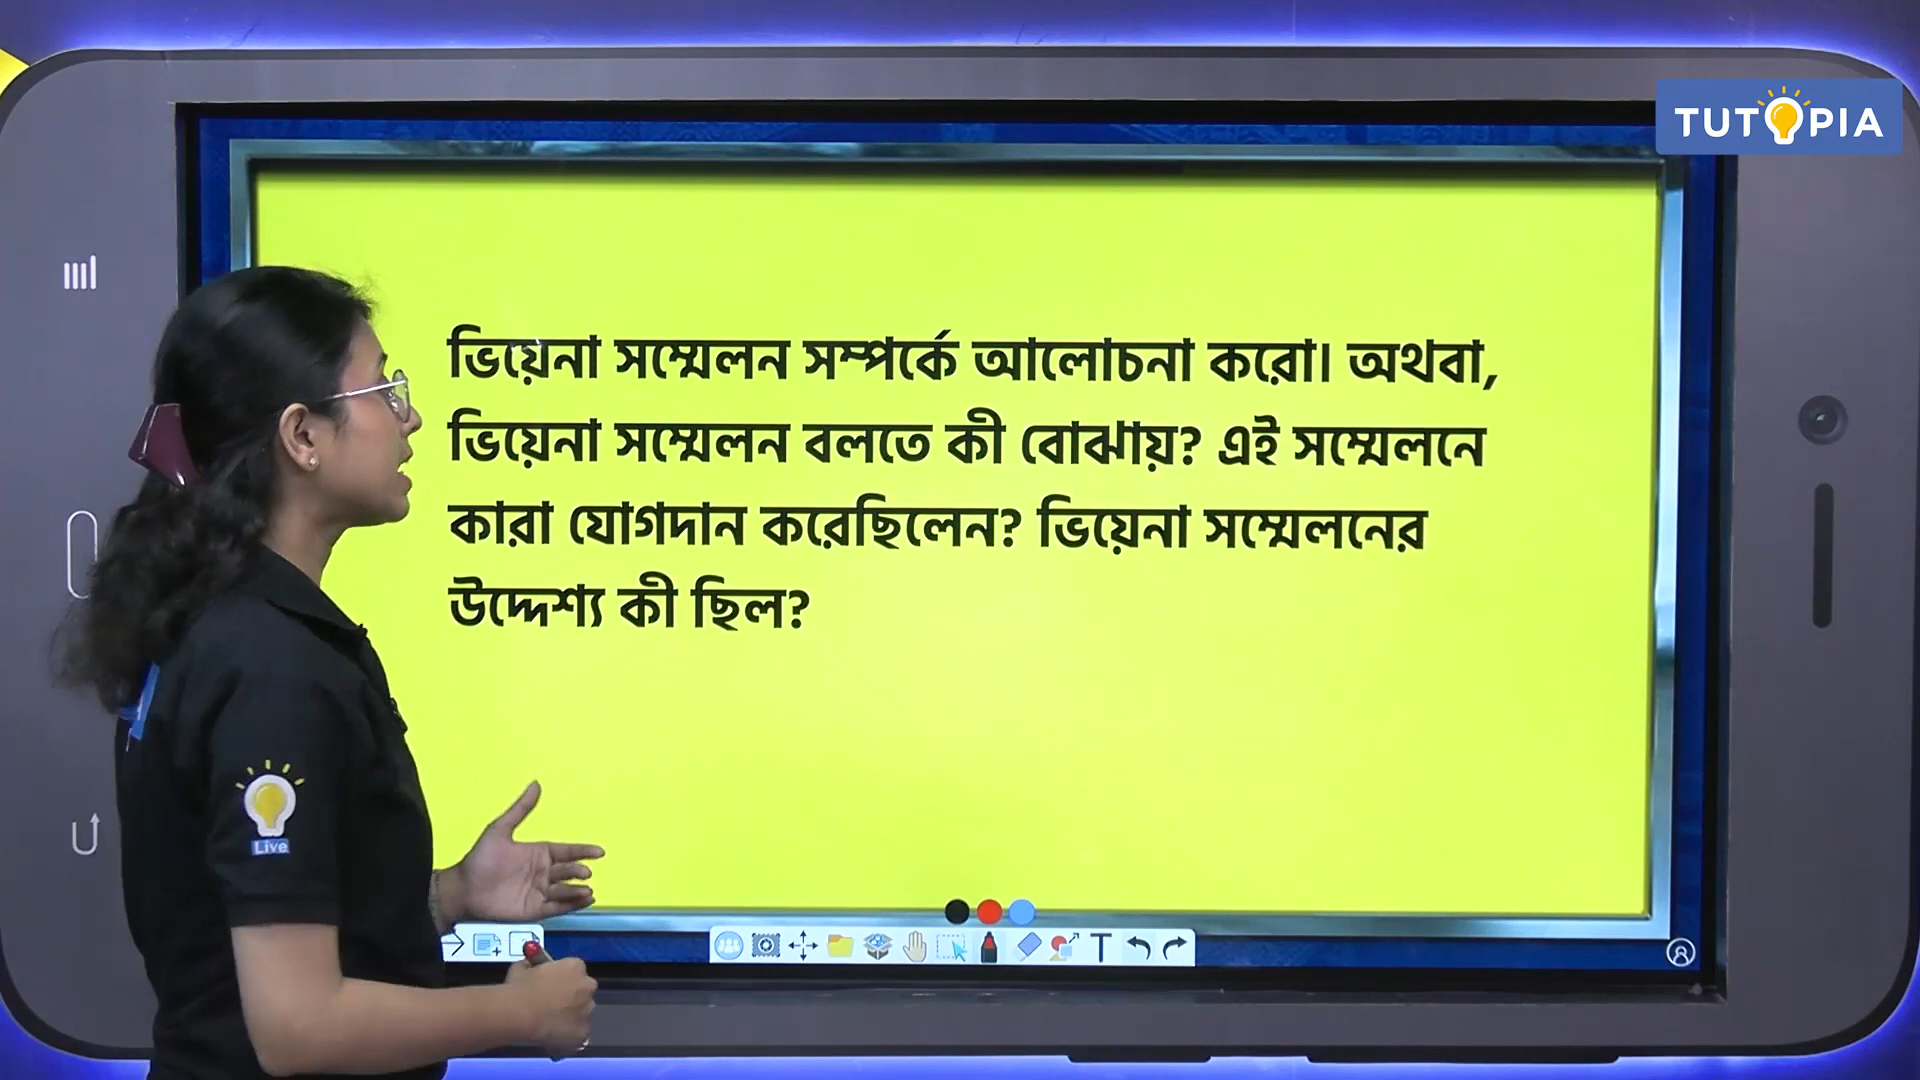 TUTOPIA
ভিয়েনা সম্মেলন সম্পর্কে আলোচনা করো। অথবা,
ভিয়েনা সম্মেলন বলতে কী বোঝায়? এই সম্মেলনে
কারা যোগদান করেছিলেন? ভিয়েনা সম্মেলনের
উদ্দেশ্য কী ছিল?
Live